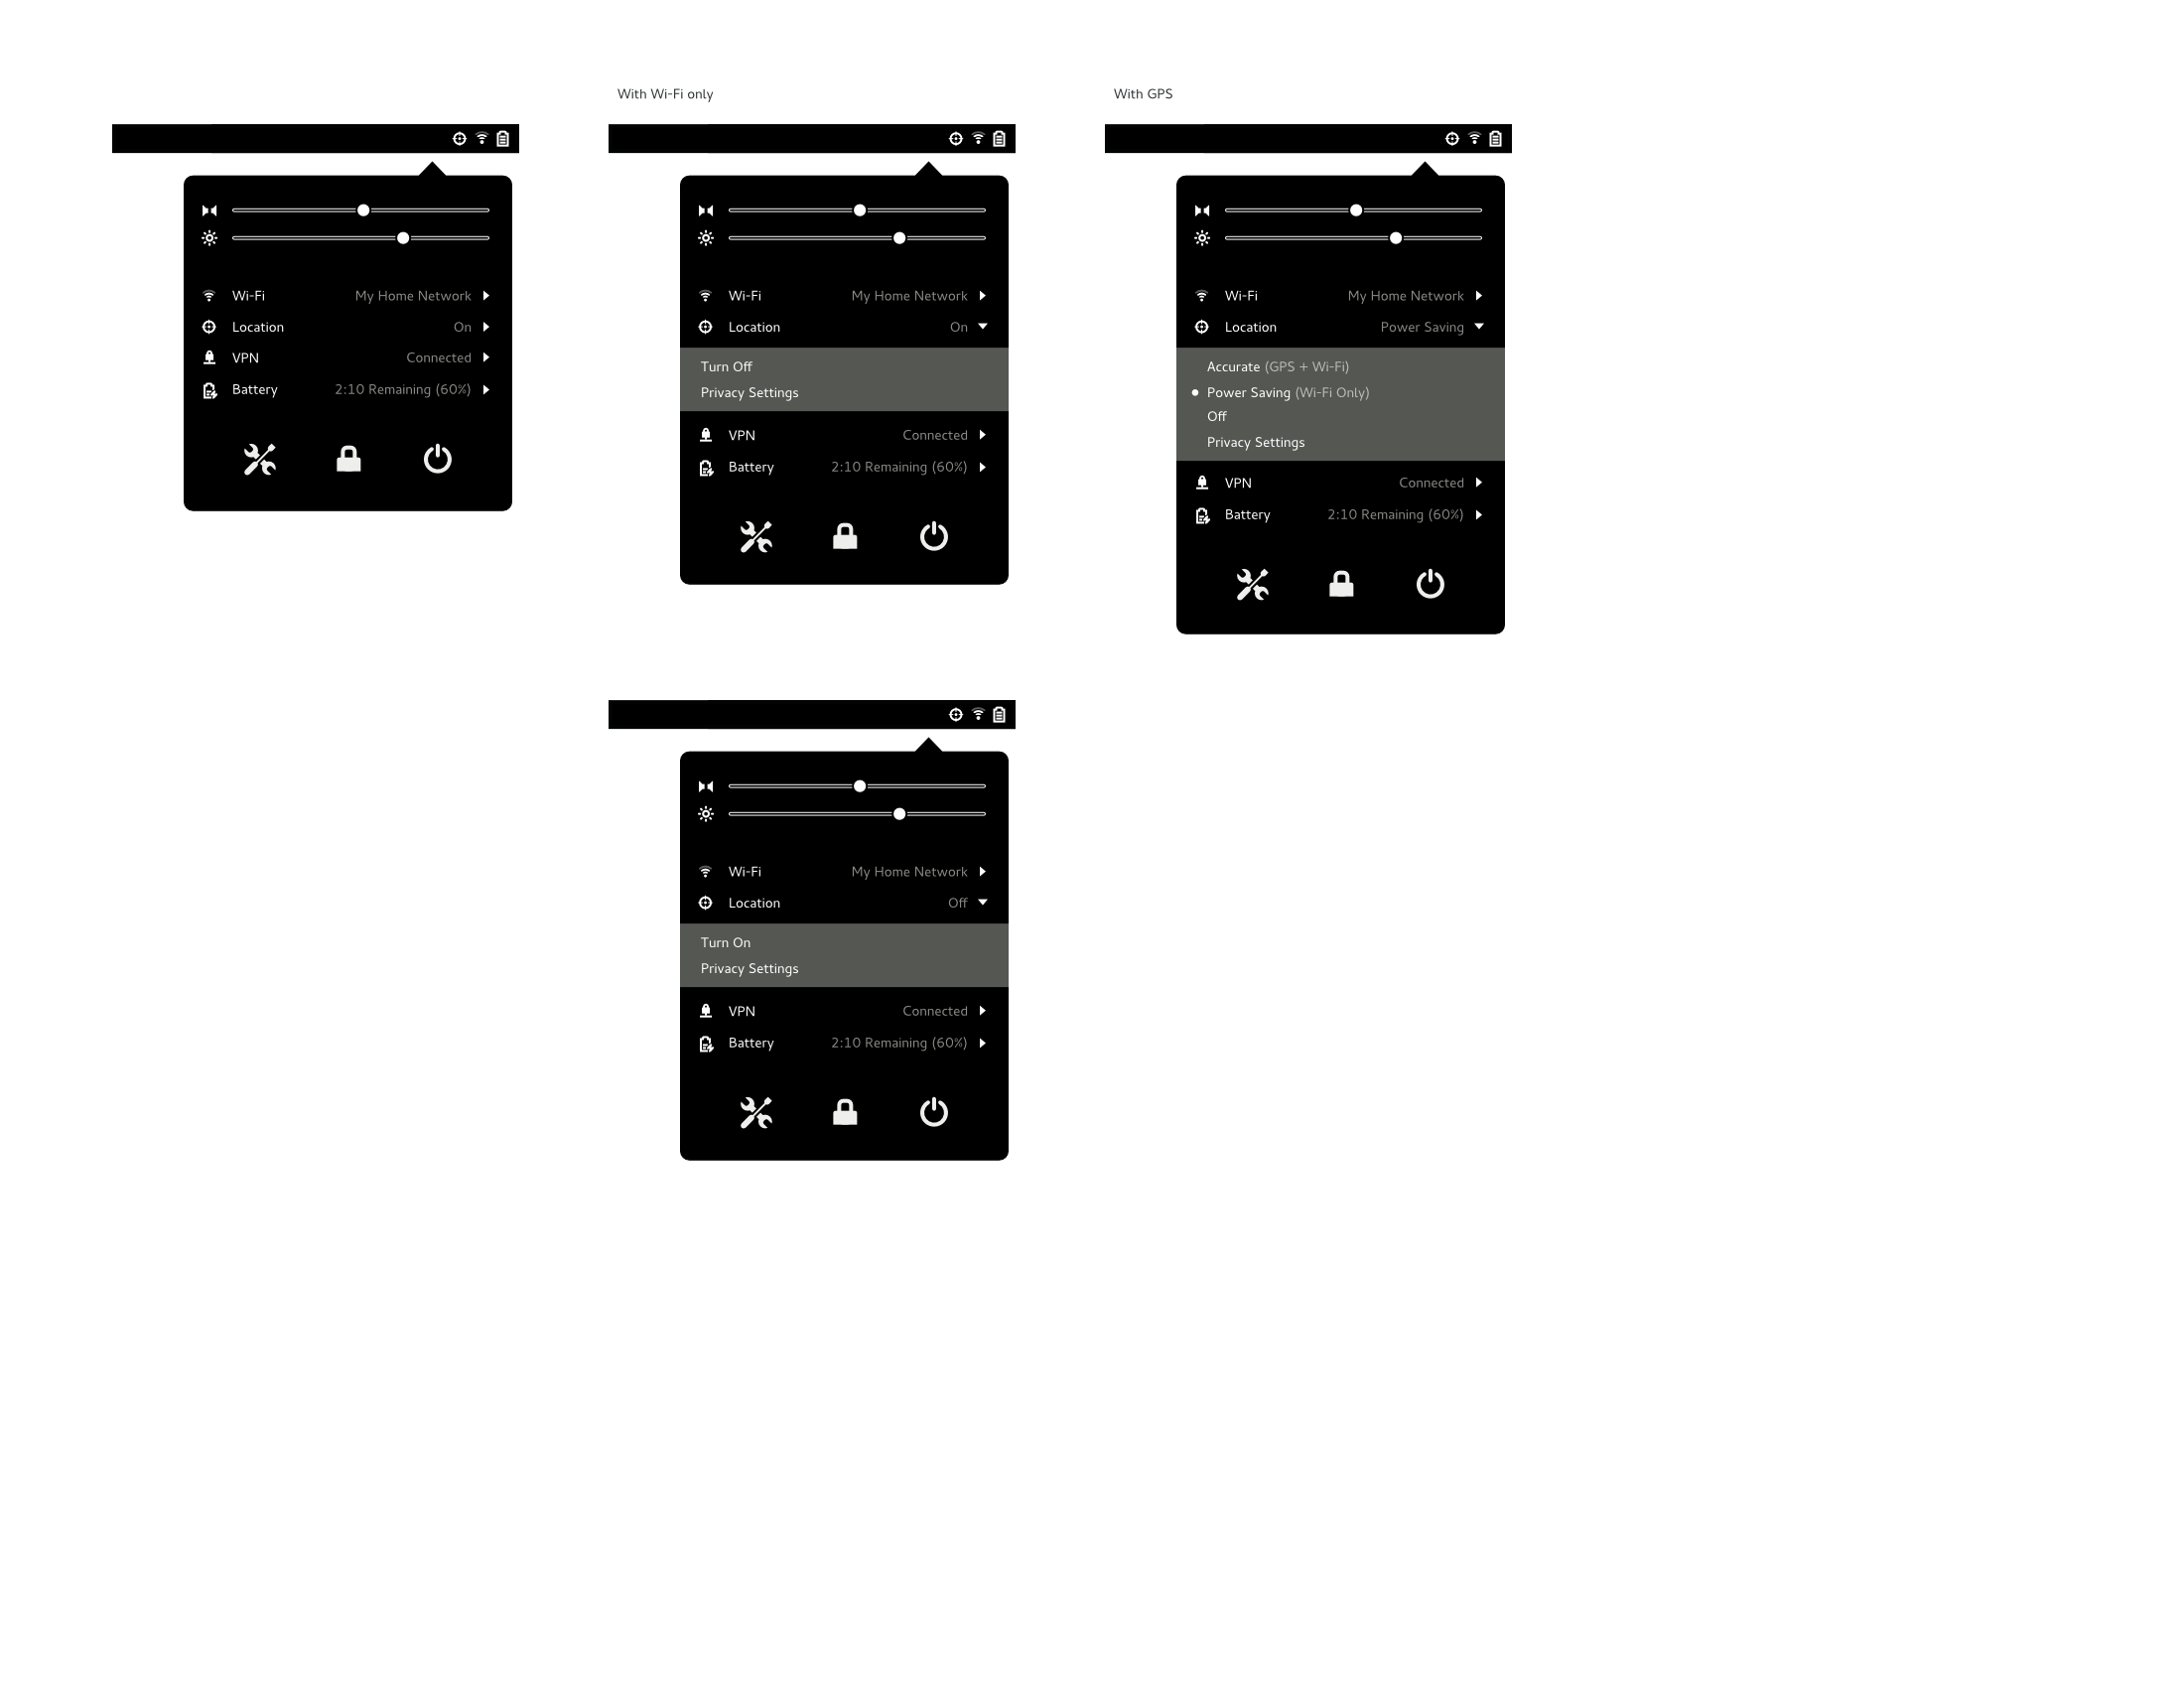 With Wi-Fi only
With GPS
Wi-Fi My Home Network
Location On
VPN Connected
Battery 2:10 Remaining (60%)
Wi-Fi My Home Network
Location On
Turn Off
Privacy Settings
VPN Connected
Battery 2:10 Remaining (60%)
Wi-Fi My Home Network
Location Power Saving
Accurate (GPS + Wi-Fi)
Power Saving (Wi-Fi Only)
Off
Privacy Settings
VPN Connected
Battery 2:10 Remaining (60%)
Wi-Fi My Home Network
Location Off
Turn On
Privacy Settings
VPN Connected
Battery 2:10 Remaining (60%)